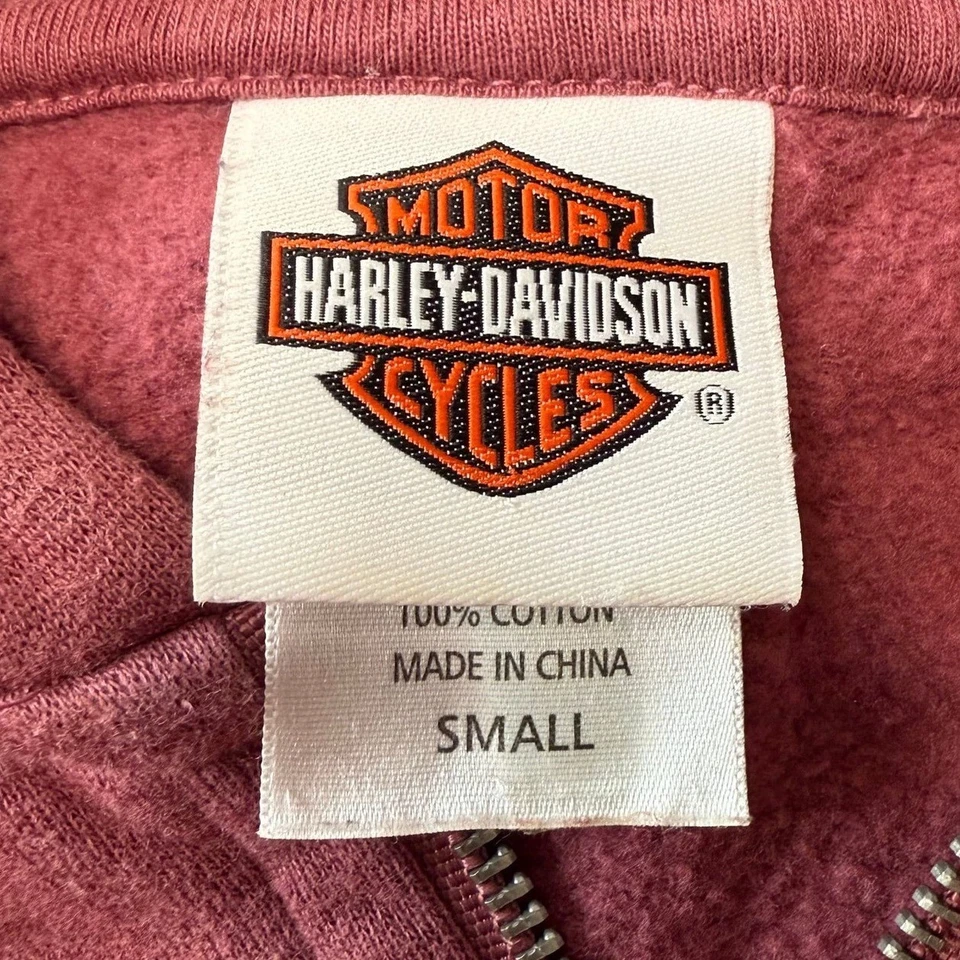 MOTOR
HARLEY-DAVIDSON
CYCLES
®
100% COTTON
MADE IN CHINA
SMALL